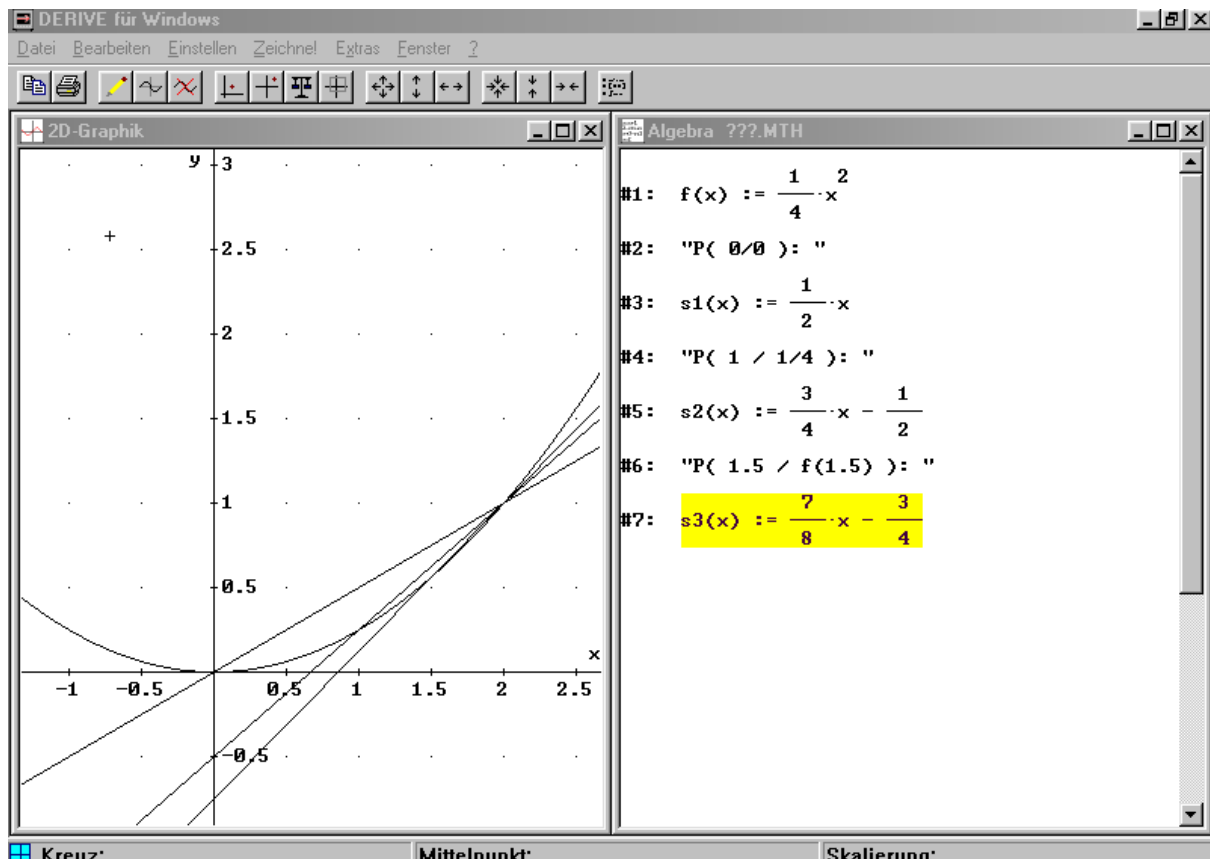 DERIVE für Windows
Datei Bearbeiten Einstellen Zeichne! Extras Fenster ?
2D-Graphik
y
3
2.5
2
1.5
1
0.5
x
-1 -0.5 0.5 1 1.5 2 2.5
-0.5
Algebra ???.MTH
#1: f(x) := 1/4·x^2
#2: "P( 0/0 ): "
#3: s1(x) := 1/2·x
#4: "P( 1 / 1/4 ): "
#5: s2(x) := 3/4·x - 1/2
#6: "P( 1.5 / f(1.5) ): "
#7: s3(x) := 7/8·x - 3/4
Kreuz: Mittelpunkt: Skalierung: